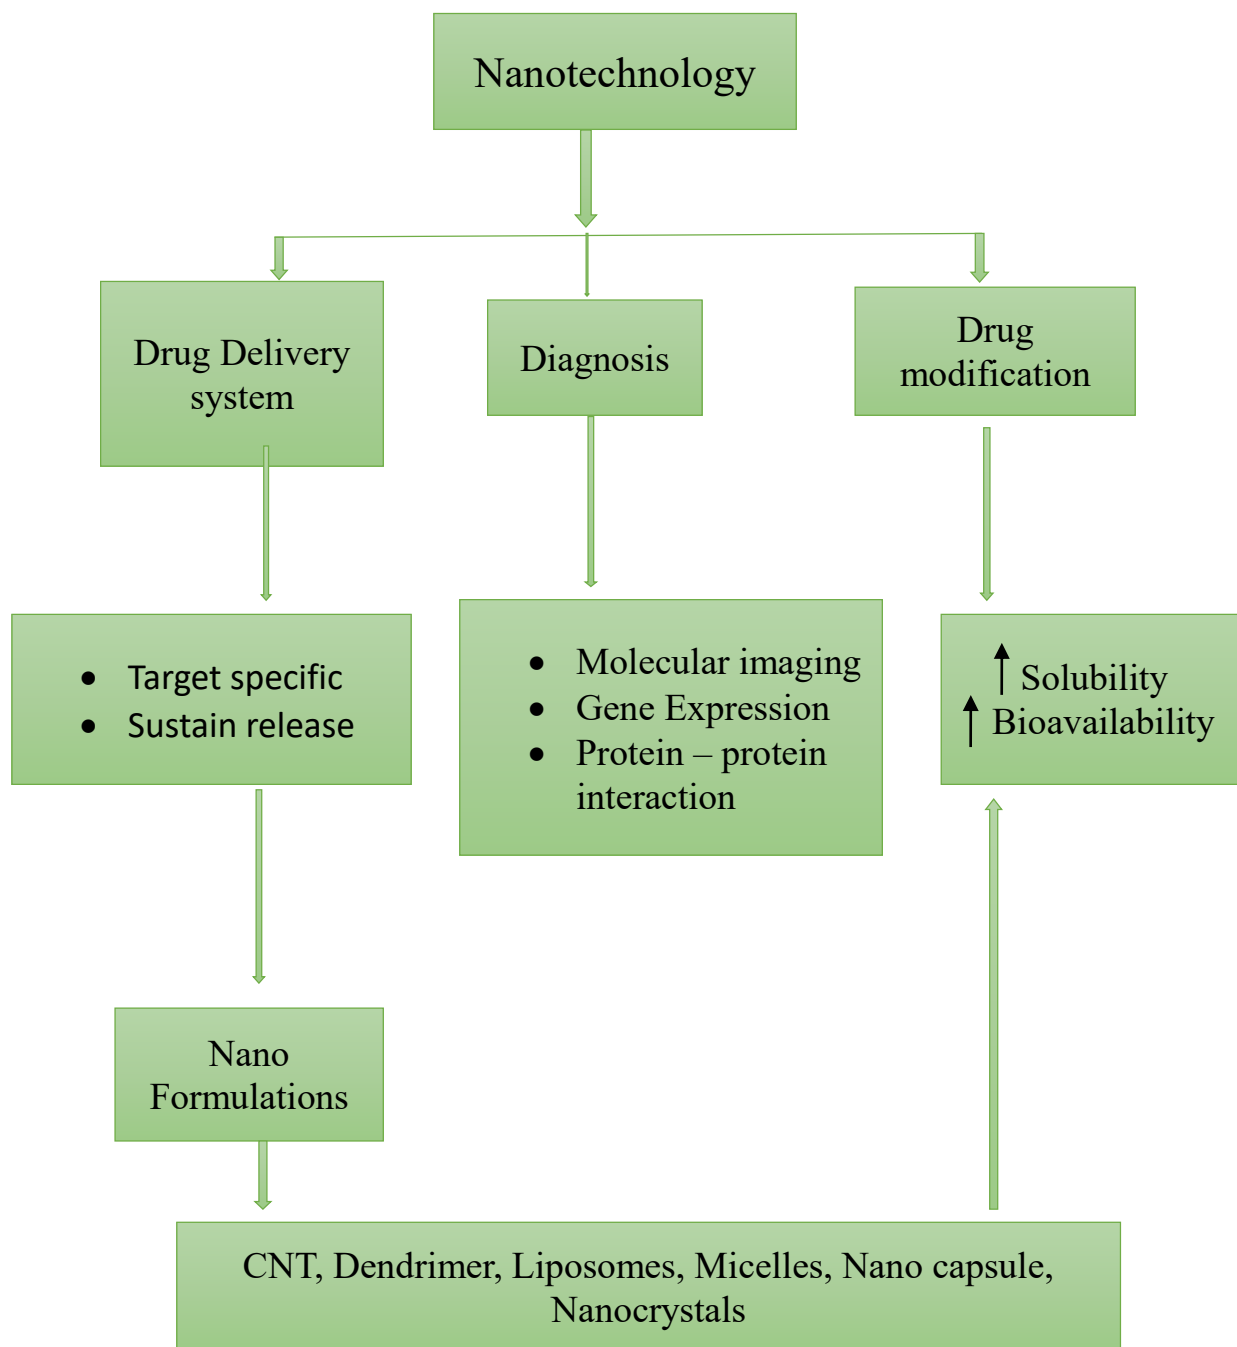 Nanotechnology
Drug Delivery
system
Diagnosis
Drug
modification
• Target specific
• Sustain release
• Molecular imaging
• Gene Expression
• Protein – protein
interaction
↑ Solubility
↑ Bioavailability
Nano
Formulations
CNT, Dendrimer, Liposomes, Micelles, Nano capsule,
Nanocrystals